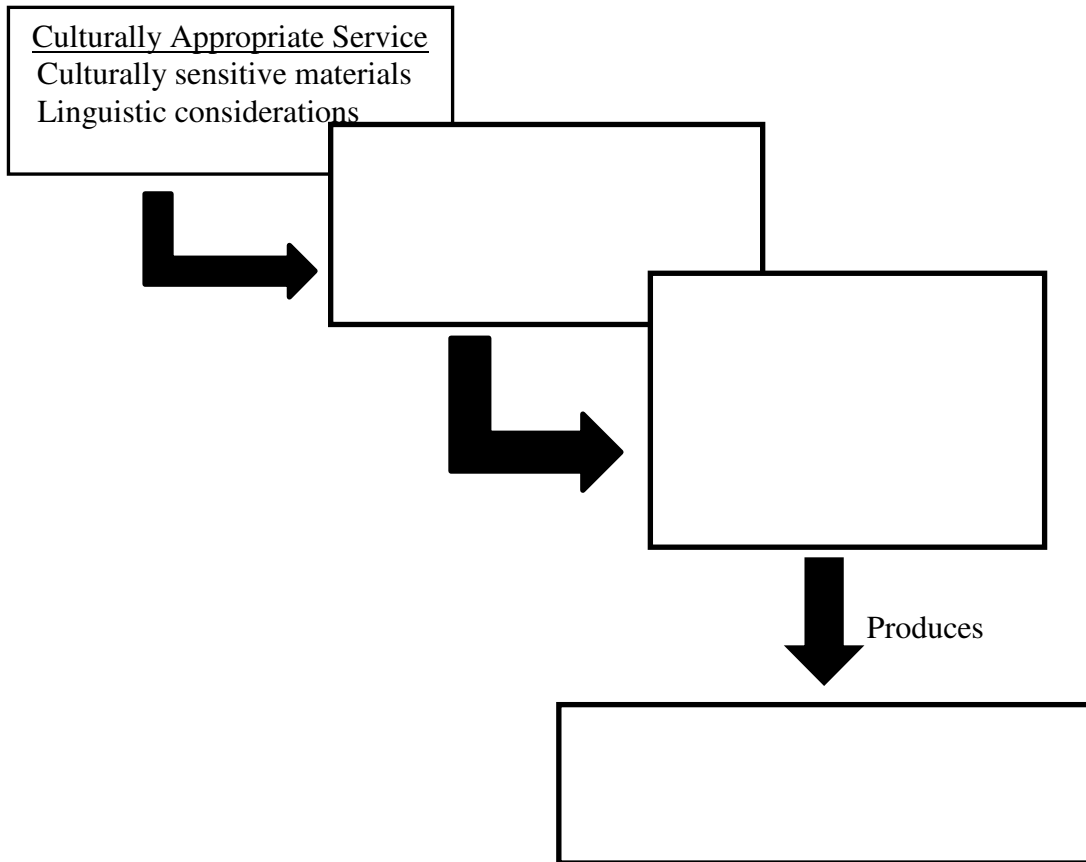 Culturally Appropriate Service
Culturally sensitive materials
Linguistic considerations
Produces